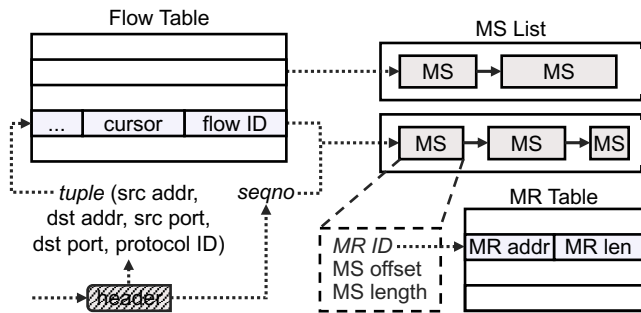 Flow Table
... cursor flow ID
tuple (src addr,
dst addr, src port,
dst port, protocol ID)
seqno
header
MS List
MS MS
MS MS MS
MR Table
MR addr MR len
MR ID
MS offset
MS length